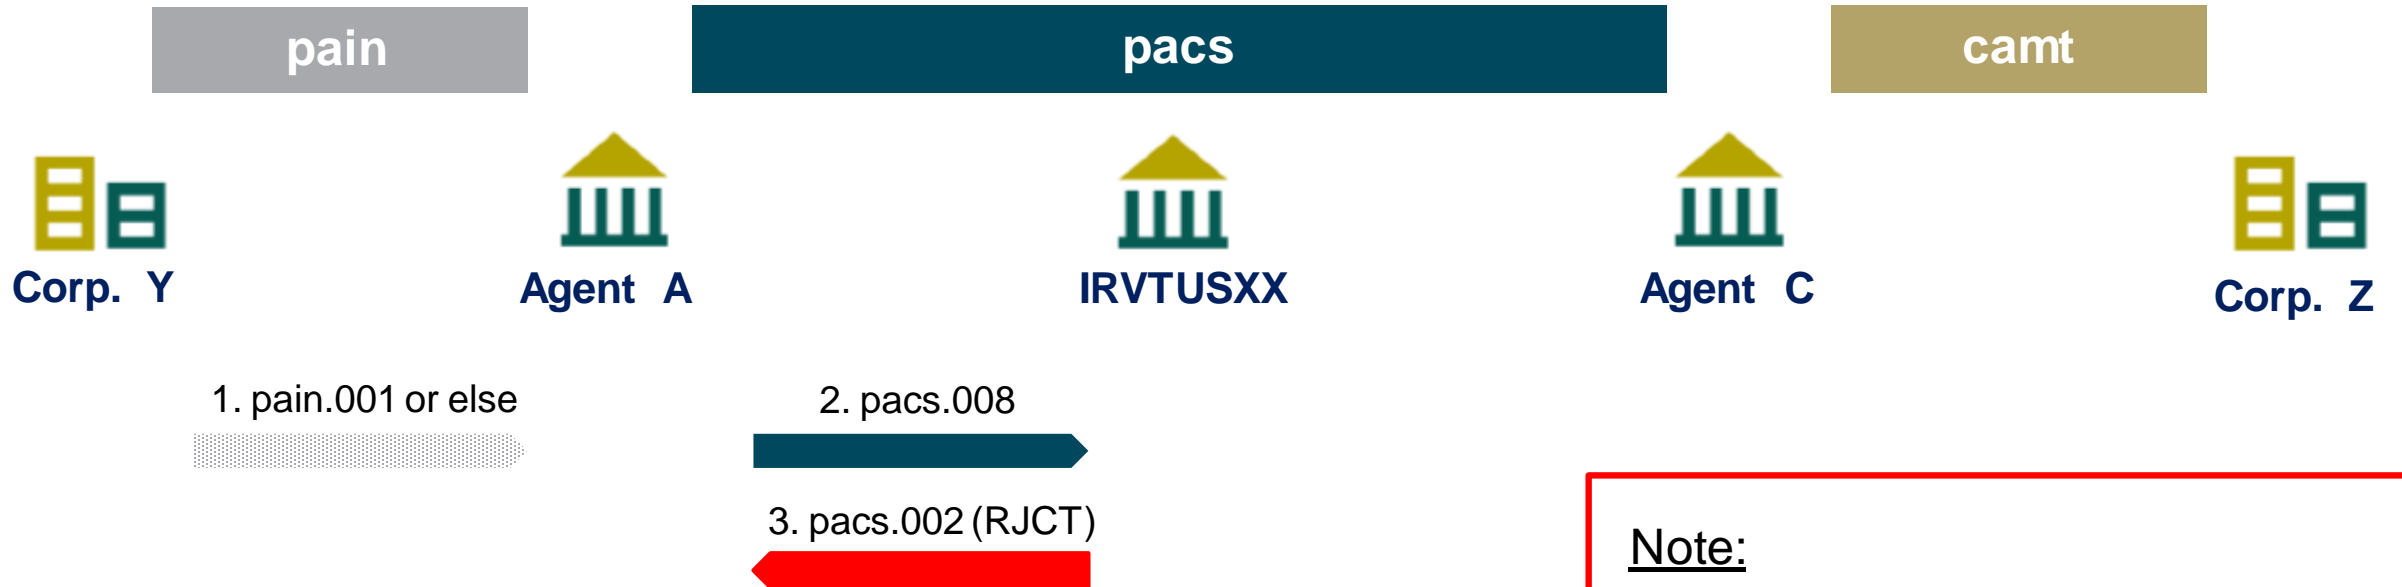 pain
pacs
camt
Corp. Y
Agent A
IRVTUSXX
Agent C
Corp. Z
1. pain.001 or else
2. pacs.008
3. pacs.002 (RJCT)
Note: